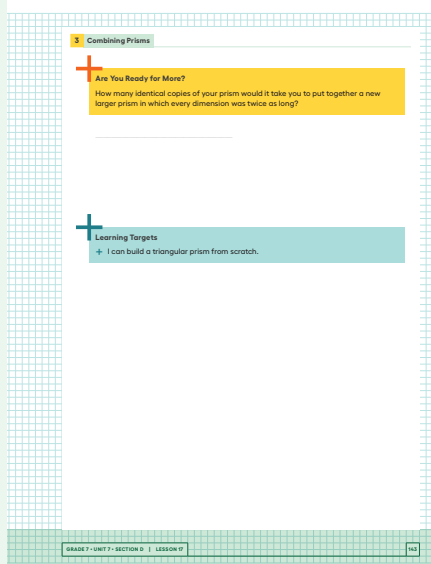 3 Combining Prisms
Are You Ready for More?
How many identical copies of your prism would it take you to put together a new
larger prism in which every dimension was twice as long?
Learning Targets
+ I can build a triangular prism from scratch.
GRADE 7 • UNIT 7 • SECTION D | LESSON 17
143